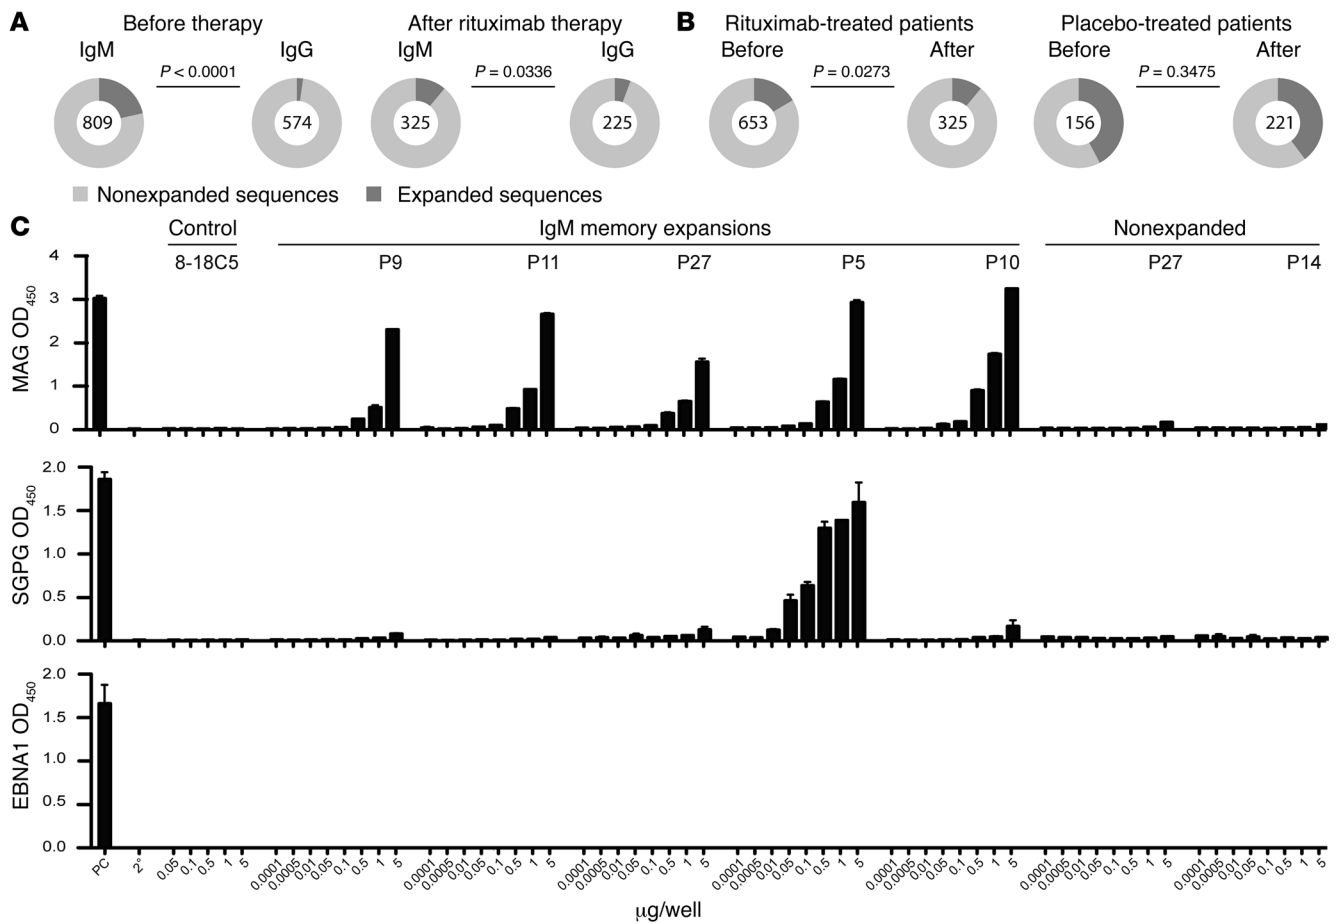 A
Before therapy
IgM
P < 0.0001
IgG
809
574
After rituximab therapy
IgM
P = 0.0336
IgG
325
225
B
Rituximab-treated patients
Before
P = 0.0273
After
653
325
Placebo-treated patients
Before
P = 0.3475
After
156
221
Nonexpanded sequences
Expanded sequences
C
Control
IgM memory expansions
Nonexpanded
8-18C5
P9
P11
P27
P5
P10
P27
P14
MAG OD450
4
3
2
1
0
SGPG OD450
2.0
1.5
1.0
0.5
0.0
EBNA1 OD450
2.0
1.5
1.0
0.5
0.0
PC
2°
0.05 0.1 0.5 1 5
0.0001 0.0005 0.01 0.05 0.1 0.5 1 5
0.0001 0.0005 0.01 0.05 0.1 0.5 1 5
0.0001 0.0005 0.01 0.05 0.1 0.5 1 5
0.0001 0.0005 0.01 0.05 0.1 0.5 1 5
0.0001 0.0005 0.01 0.05 0.1 0.5 1 5
0.0001 0.0005 0.01 0.05 0.1 0.5 1 5
0.0001 0.0005 0.01 0.05 0.1 0.5 1 5
μg/well